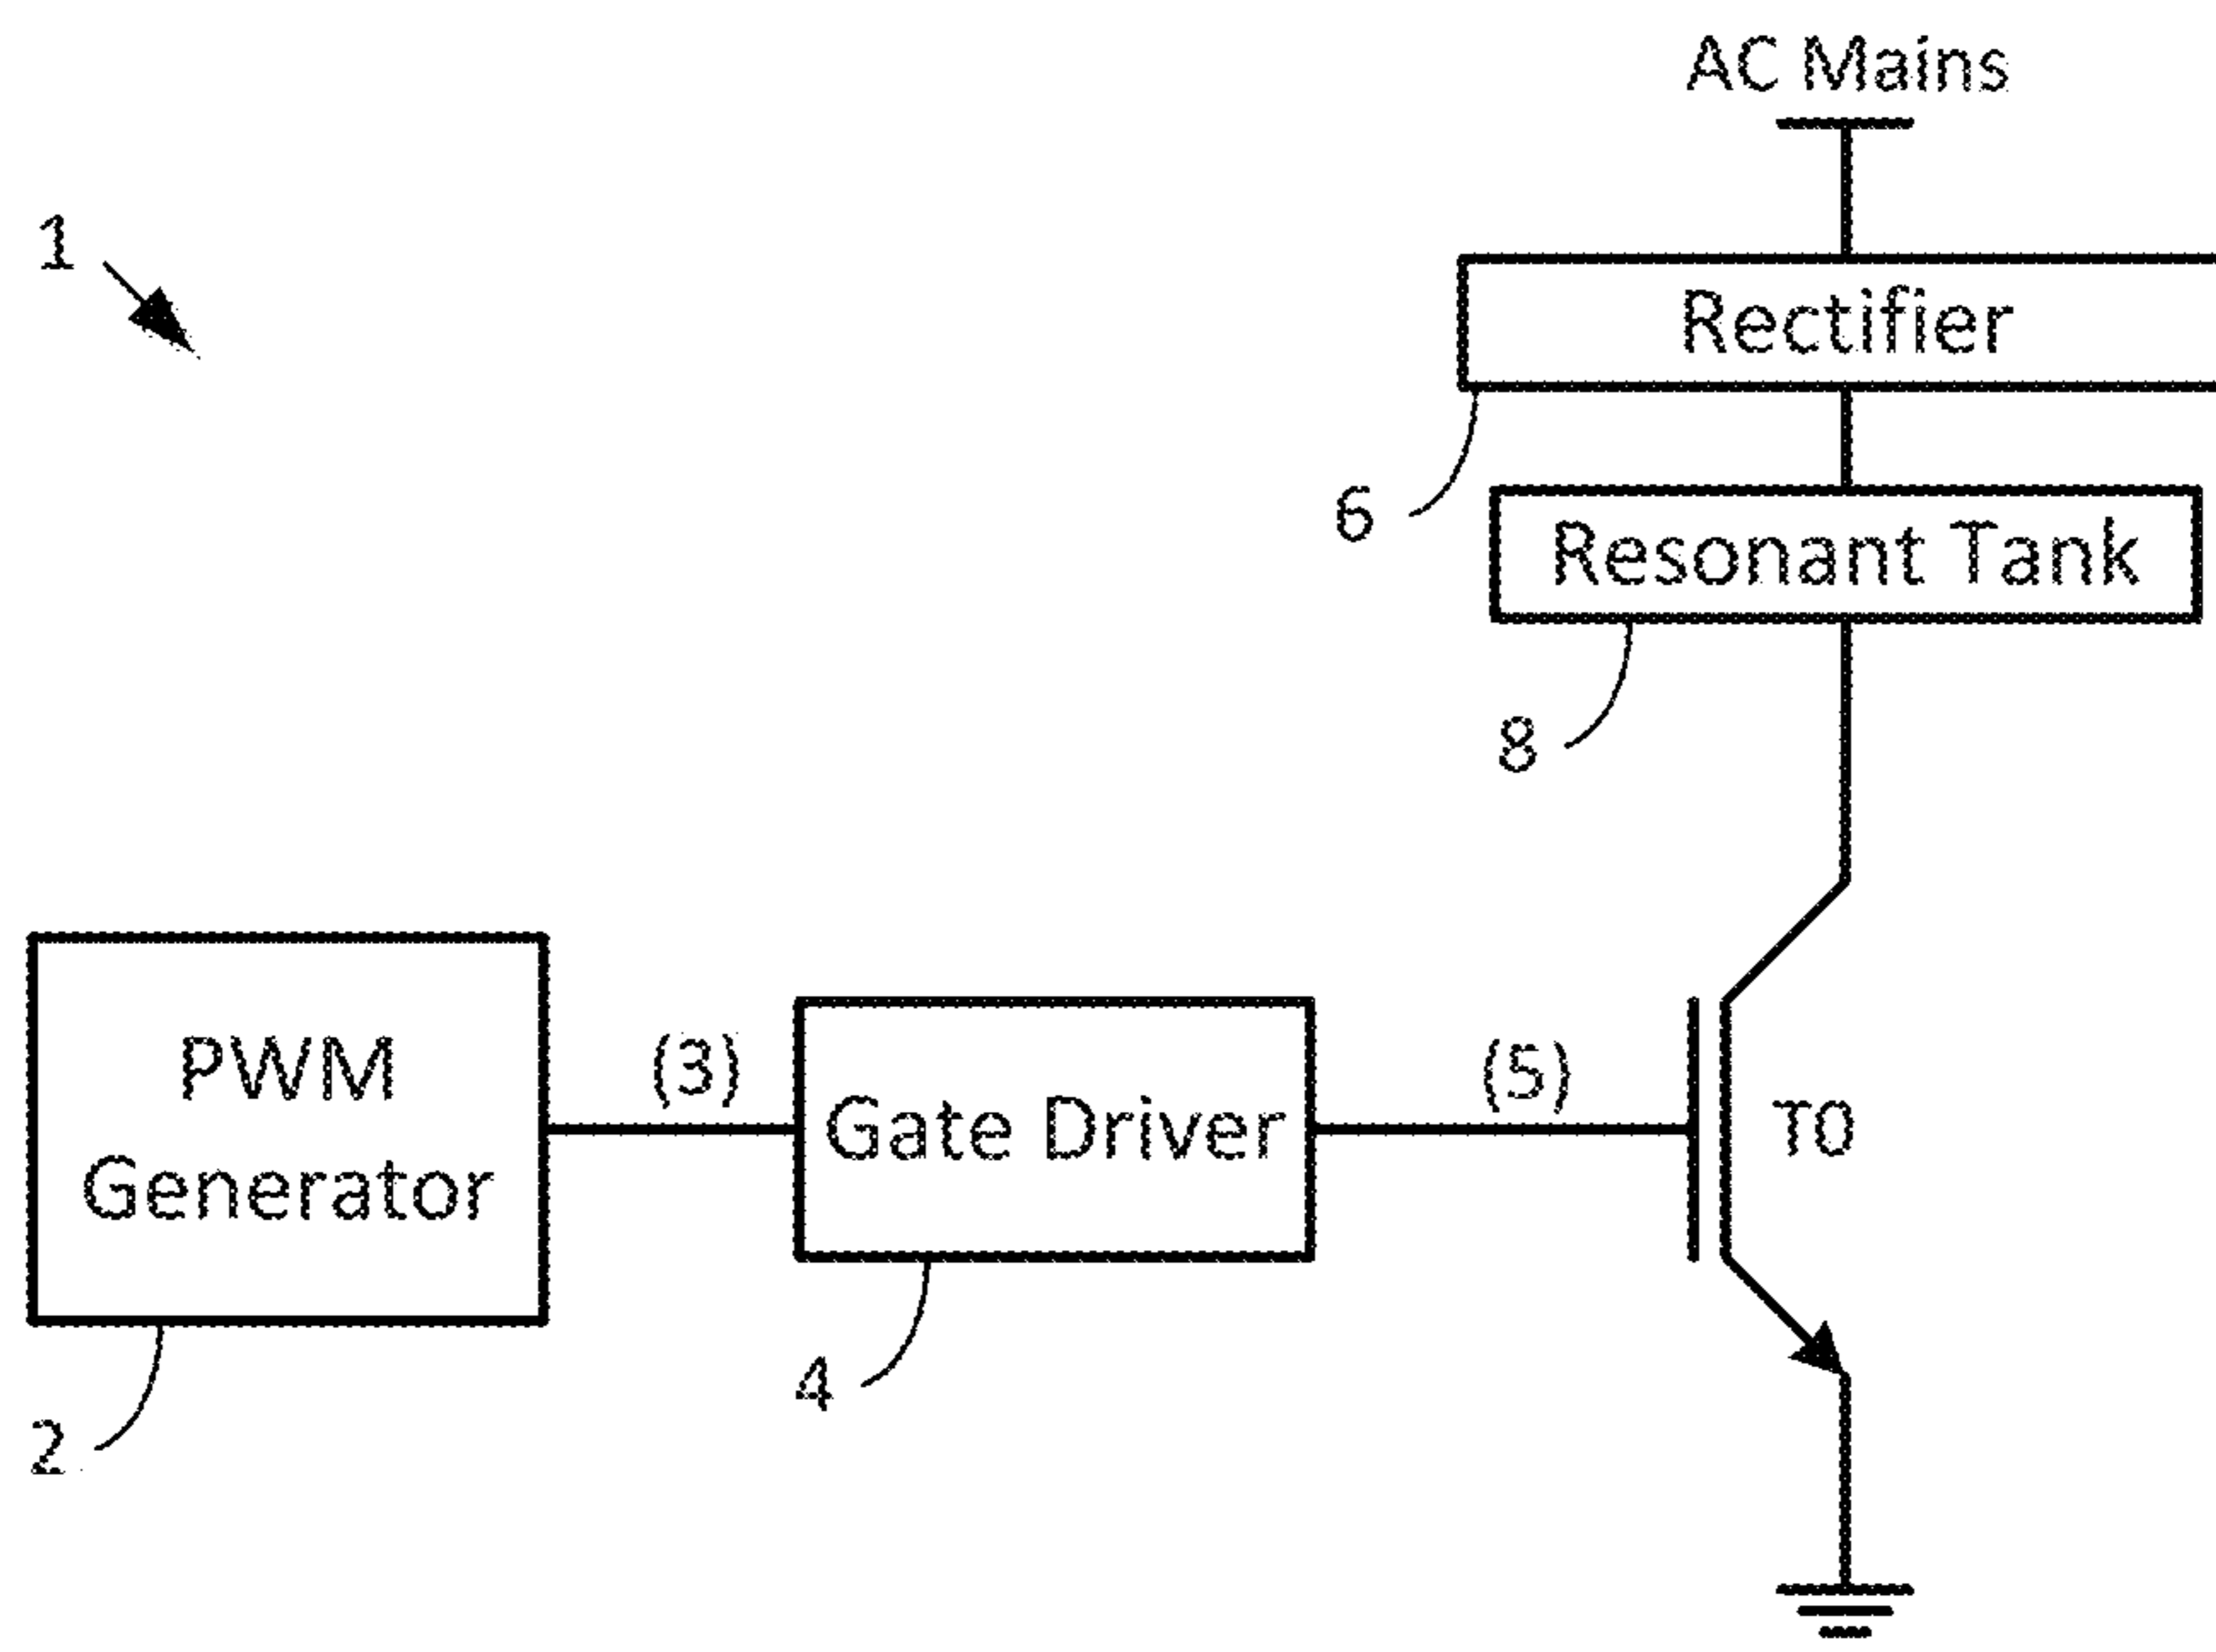 AC Mains
1
Rectifier
6
Resonant Tank
8
PWM
Generator
(3)
Gate Driver
(5)
T0
4
2